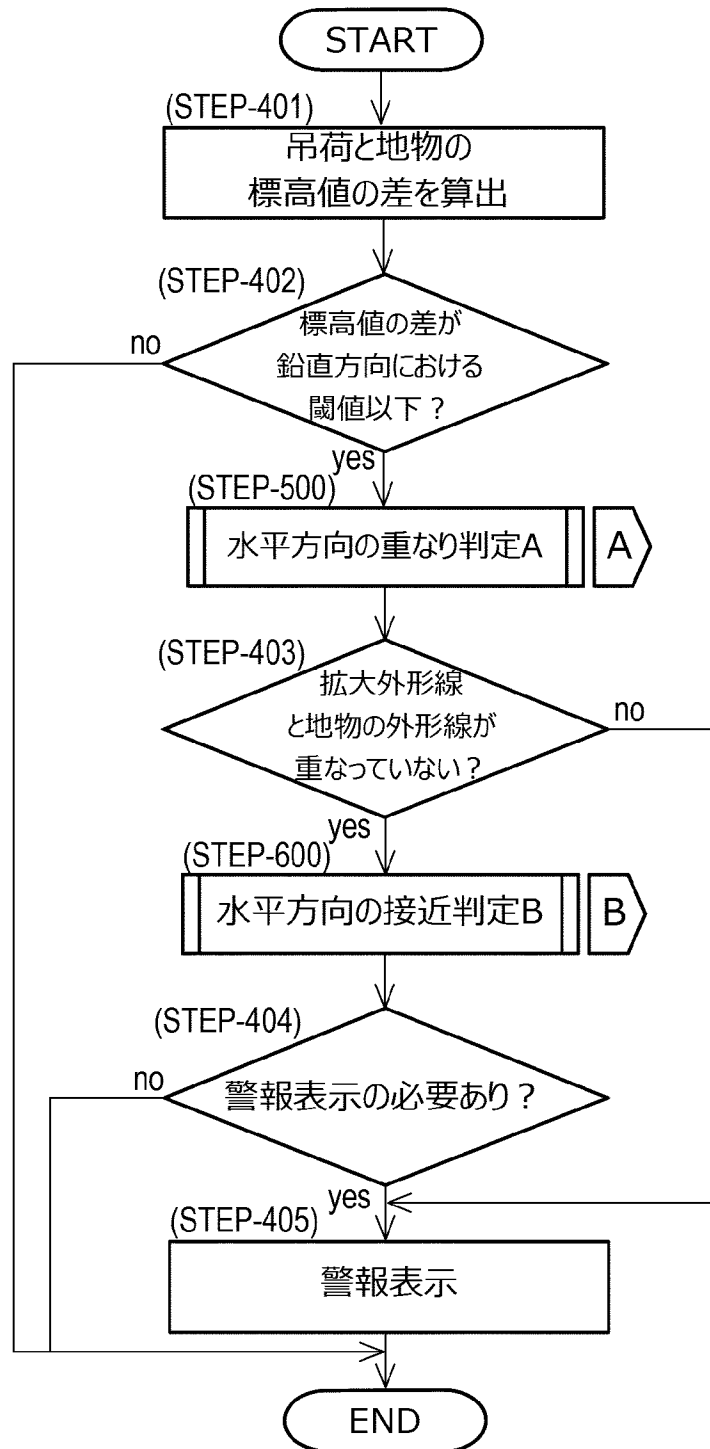 START
(STEP-401)
吊荷と地物の
標高値の差を算出
(STEP-402)
標高値の差が
鉛直方向における
閾値以下?
no
yes
(STEP-500)
水平方向の重なり判定A
A
(STEP-403)
拡大外形線
と地物の外形線が
重なっていない?
no
yes
(STEP-600)
水平方向の接近判定B
B
(STEP-404)
警報表示の必要あり?
no
yes
(STEP-405)
警報表示
END